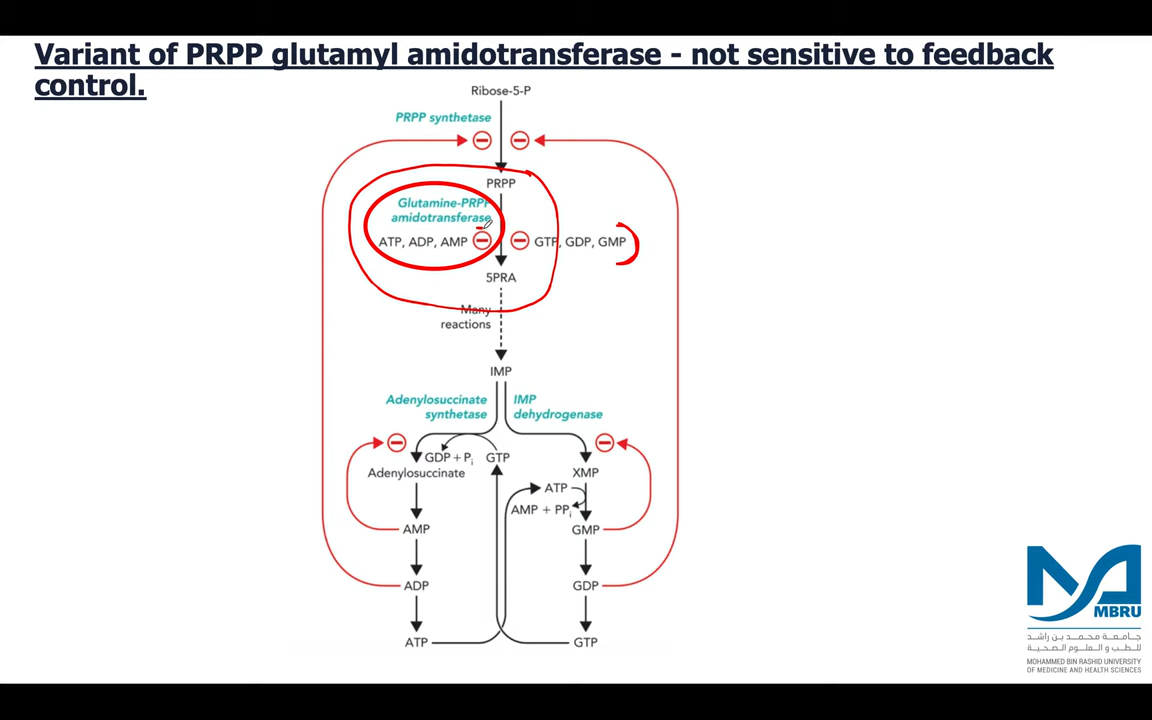 Variant of PRPP glutamyl amidotransferase - not sensitive to feedback
control.
Ribose-5-P
PRPP synthetase
PRPP
Glutamine-PRPP
amidotransferase
ATP, ADP, AMP
GTP, GDP, GMP
5PRA
Many
reactions
IMP
Adenylosuccinate
synthetase
IMP
dehydrogenase
GDP + Pi
GTP
Adenylosuccinate
XMP
ATP
AMP + PPi
AMP
GMP
ADP
GDP
ATP
GTP
MBRU
جامعة محمد بن راشد
للطب و العلوم الصحية
MOHAMMED BIN RASHID UNIVERSITY
OF MEDICINE AND HEALTH SCIENCES